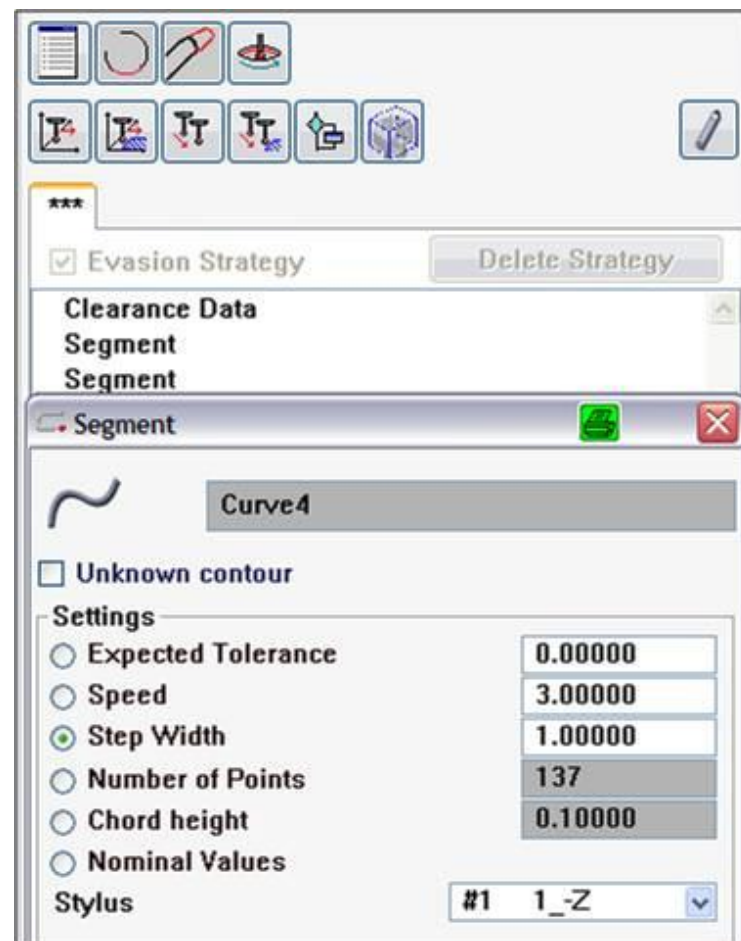 ***
Evasion Strategy Delete Strategy
Clearance Data
Segment
Segment
Segment
Curve4
Unknown contour
Settings
Expected Tolerance 0.00000
Speed 3.00000
Step Width 1.00000
Number of Points 137
Chord height 0.10000
Nominal Values
Stylus #1 1_-Z